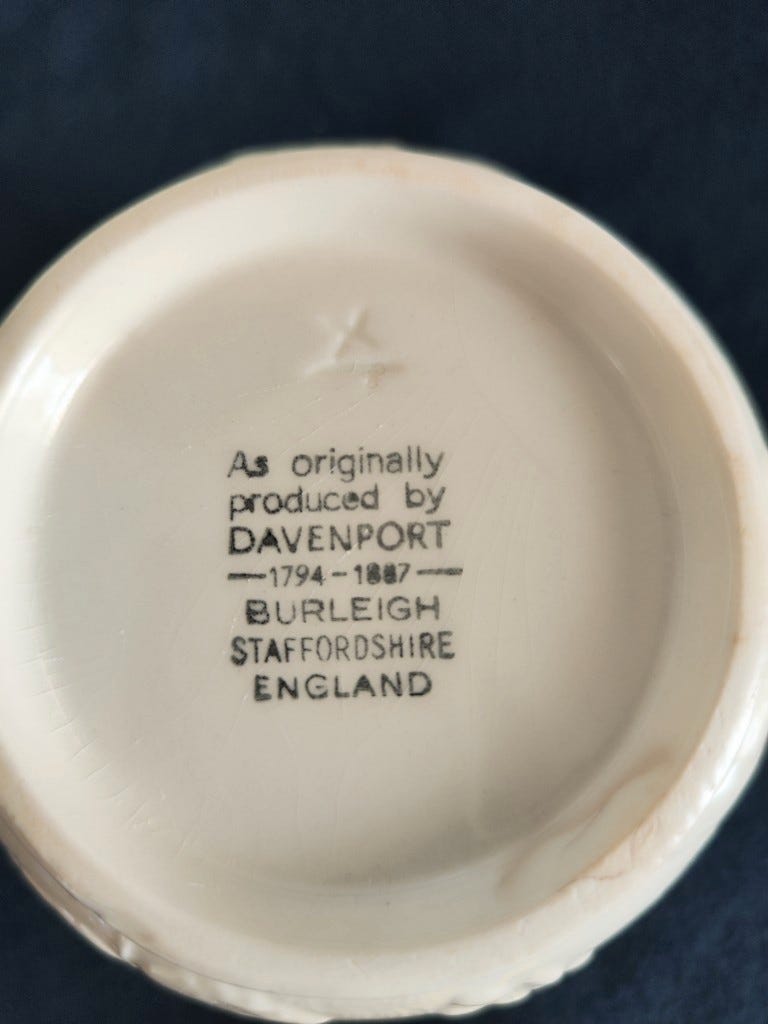 X
As originally
produced by
DAVENPORT
—1794-1887—
BURLEIGH
STAFFORDSHIRE
ENGLAND